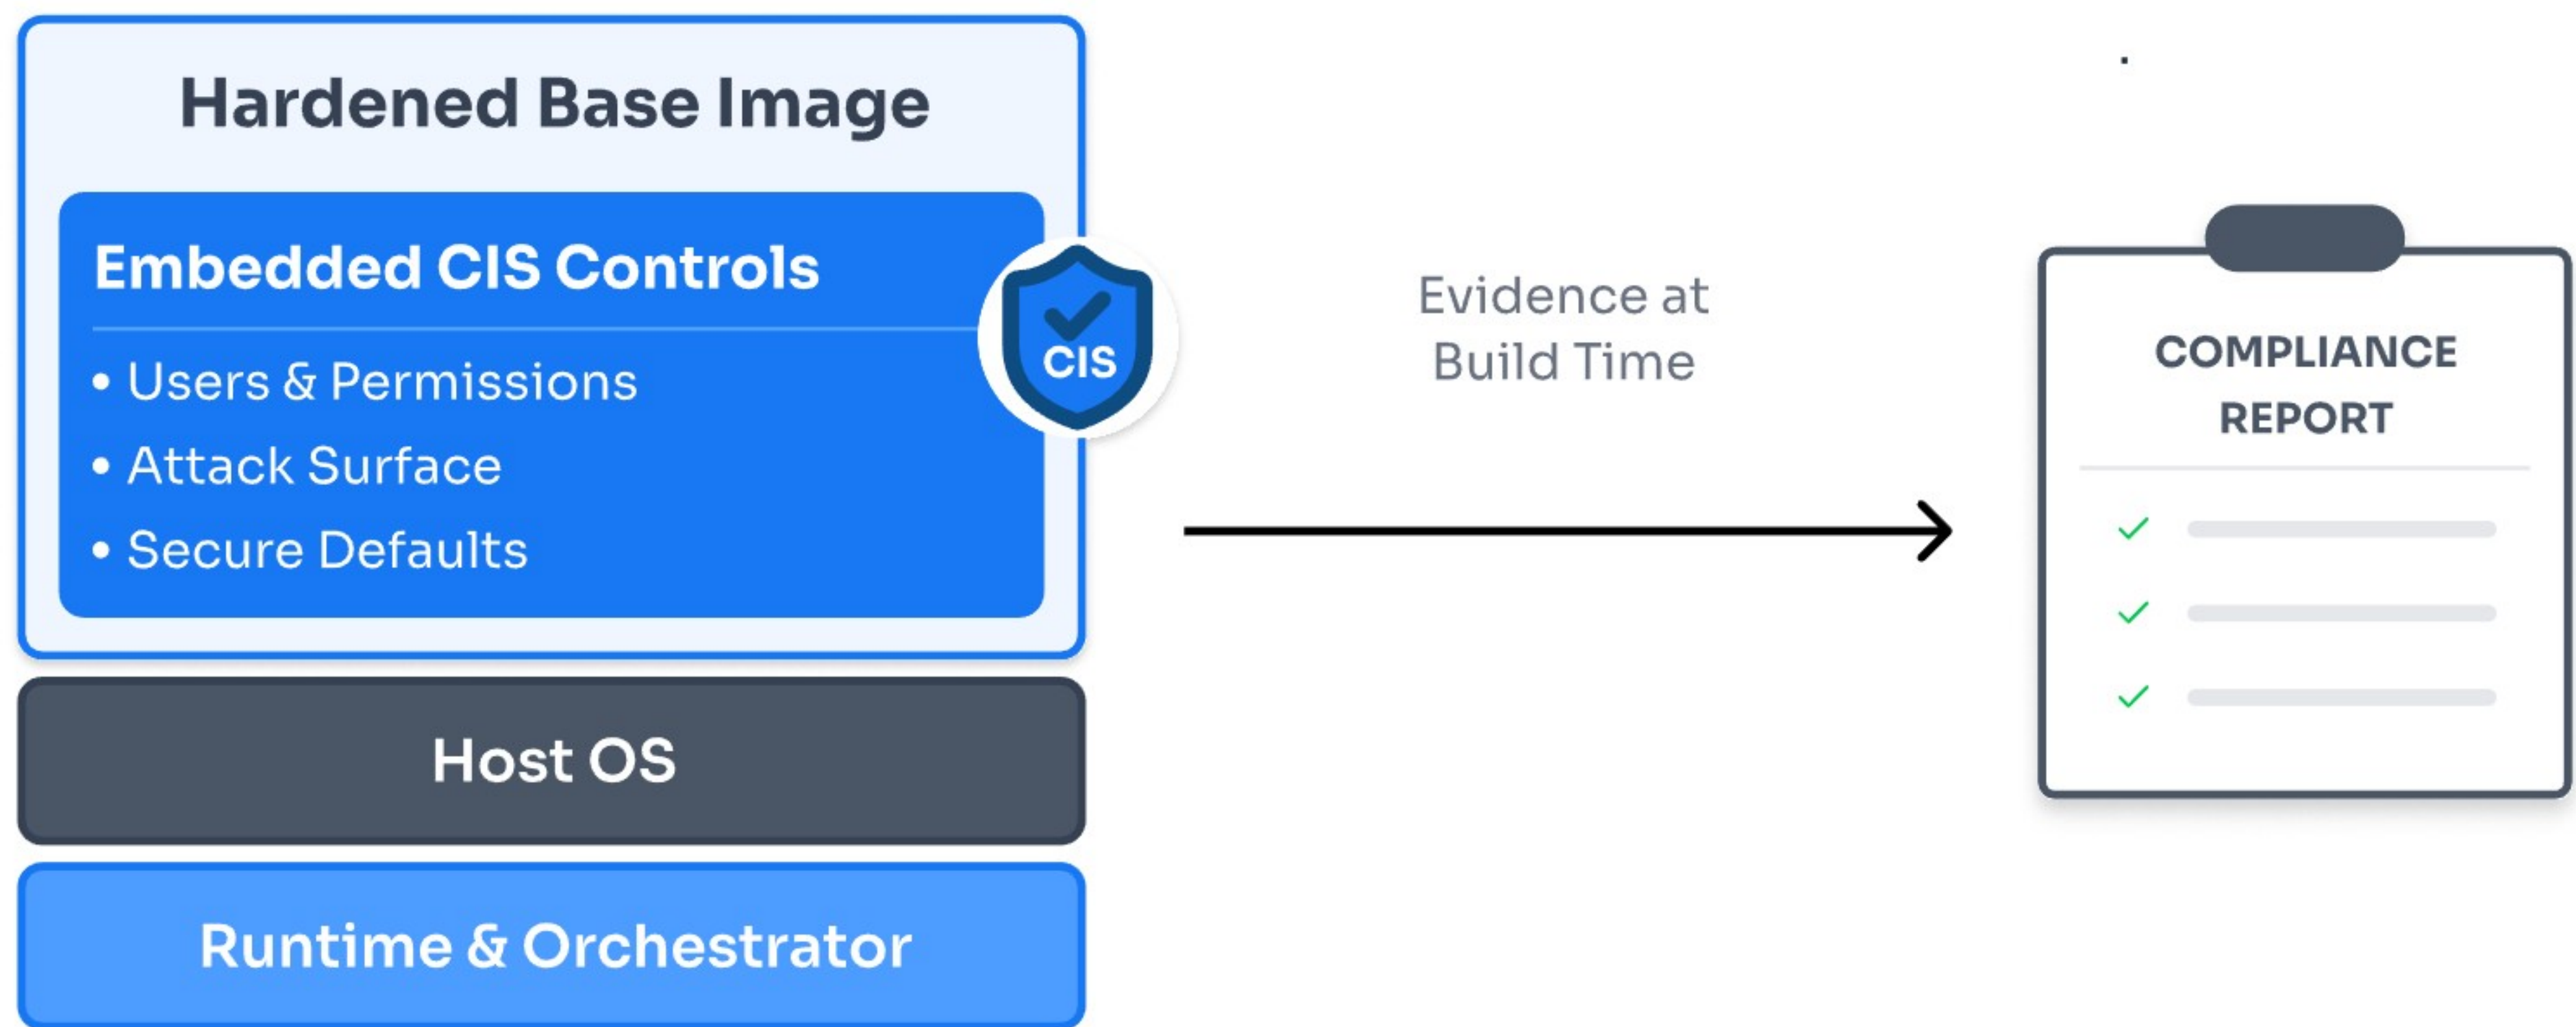 Hardened Base Image
Embedded CIS Controls
• Users & Permissions
• Attack Surface
• Secure Defaults
CIS
Host OS
Runtime & Orchestrator
Evidence at
Build Time
.
COMPLIANCE
REPORT